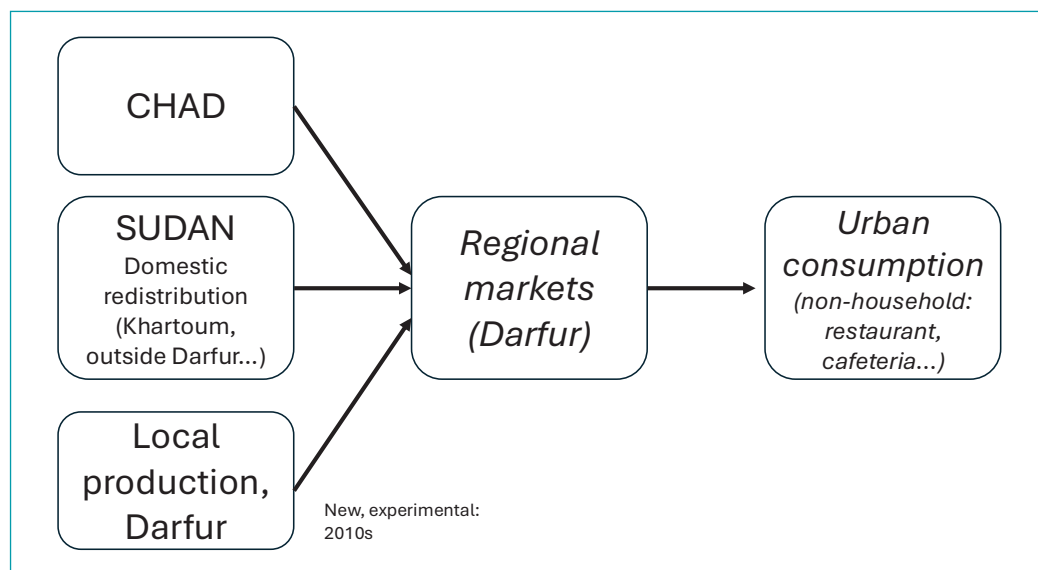 CHAD
SUDAN
Domestic
redistribution
(Khartoum,
outside Darfur...)
Local
production,
Darfur
New, experimental:
2010s
Regional
markets
(Darfur)
Urban
consumption
(non-household:
restaurant,
cafeteria...)